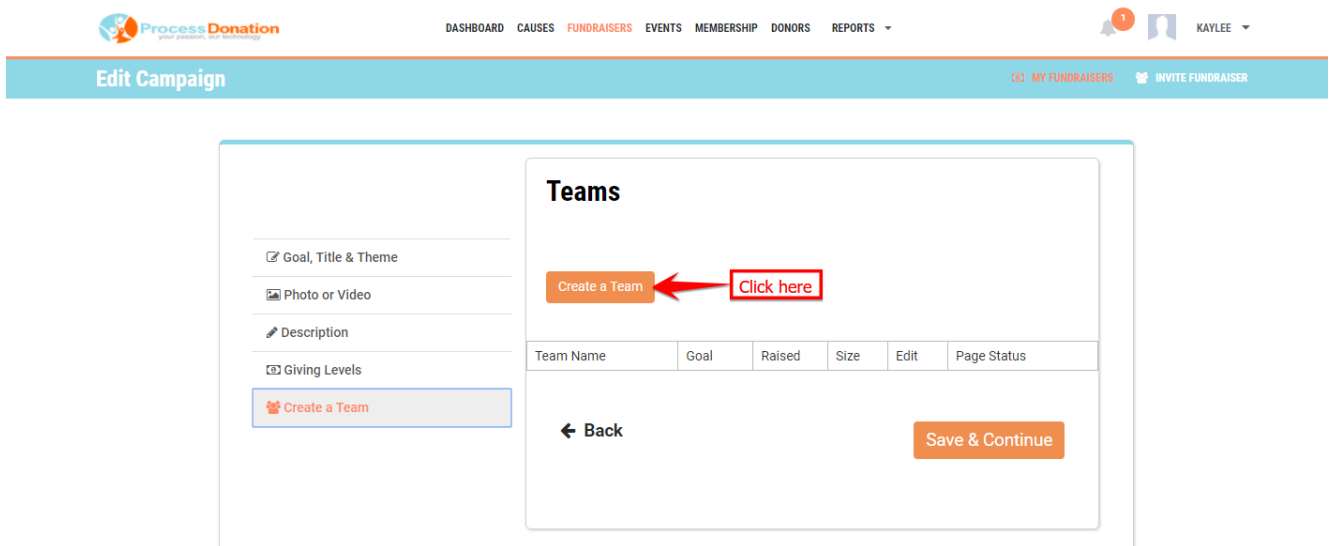 ProcessDonation
your passion, our technology
DASHBOARD CAUSES FUNDRAISERS EVENTS MEMBERSHIP DONORS REPORTS
1
KAYLEE
Edit Campaign
MY FUNDRAISERS
INVITE FUNDRAISER
Goal, Title & Theme
Photo or Video
Description
Giving Levels
Create a Team
Teams
Create a Team
Click here
Team Name Goal Raised Size Edit Page Status
Back
Save & Continue